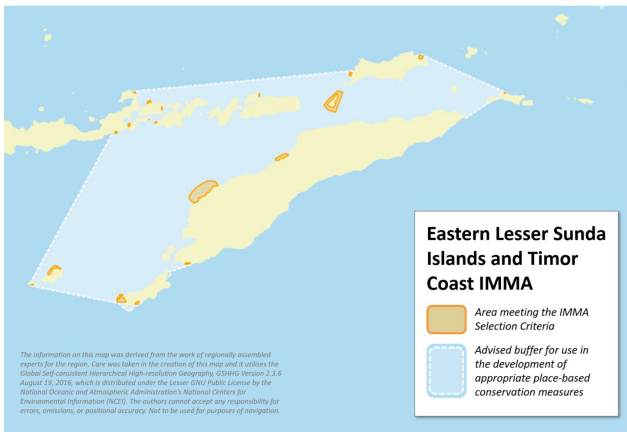 Eastern Lesser Sunda
Islands and Timor
Coast IMMA
Area meeting the IMMA
Selection Criteria
Advised buffer for use in
the development of
appropriate place-based
conservation measures
The information on this map was derived from the work of regionally assembled
experts for the region. Care was taken in the creation of this map and it utilises the
Global Self-consistent Hierarchical High-resolution Geography, GSHHG Version 2.3.6
August 19, 2016, which is distributed under the Lesser GNU Public License by the
National Oceanic and Atmospheric Administration's National Centers for
Environmental Information (NCEI). The authors cannot accept any responsibility for
errors, omissions, or positional accuracy. Not to be used for purposes of navigation.